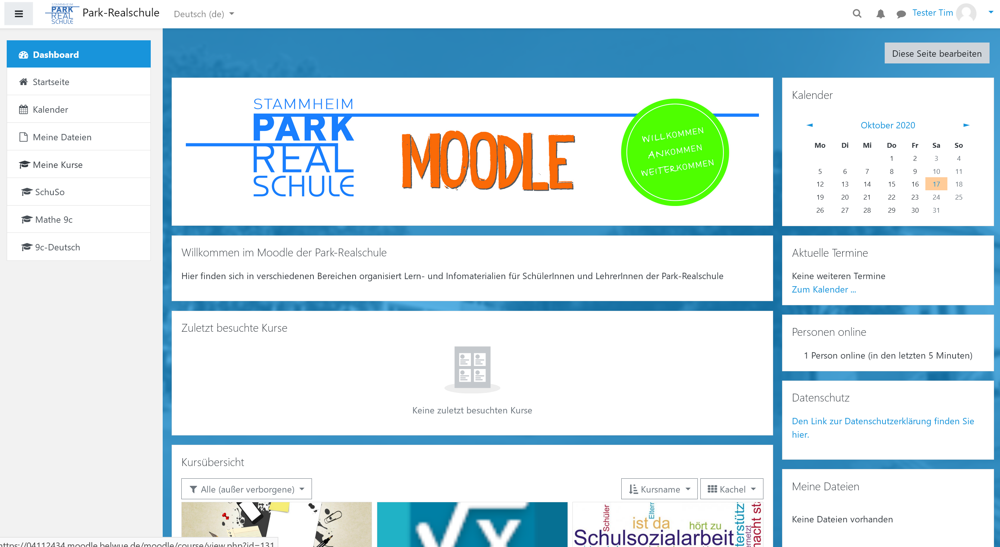 STAMMHEIM
PARK
REAL
SCHULE
Park-Realschule
Deutsch (de)
Tester Tim
Dashboard
Startseite
Kalender
Meine Dateien
Meine Kurse
SchuSo
Mathe 9c
9c-Deutsch
Diese Seite bearbeiten
STAMMHEIM
PARK
REAL
SCHULE
MOODLE
WILLKOMMEN
ANKOMMEN
WEITERKOMMEN
Willkommen im Moodle der Park-Realschule
Hier finden sich in verschiedenen Bereichen organisiert Lern- und Infomaterialien für SchülerInnen und LehrerInnen der Park-Realschule
Zuletzt besuchte Kurse
Keine zuletzt besuchten Kurse
Kursübersicht
Alle (außer verborgene)
Kursname
Kachel
√x
Schüler
ist da
Eltern
hört zu
Schulsozialarbeit
macht
Kalender
◄ Oktober 2020 ►
Mo Di Mi Do Fr Sa So
1 2 3 4
5 6 7 8 9 10 11
12 13 14 15 16 17 18
19 20 21 22 23 24 25
26 27 28 29 30 31
Aktuelle Termine
Keine weiteren Termine
Zum Kalender ...
Personen online
1 Person online (in den letzten 5 Minuten)
Datenschutz
Den Link zur Datenschutzerklärung finden Sie
hier.
Meine Dateien
Keine Dateien vorhanden
https://04112434.moodle.belwue.de/moodle/course/view.php?id=131